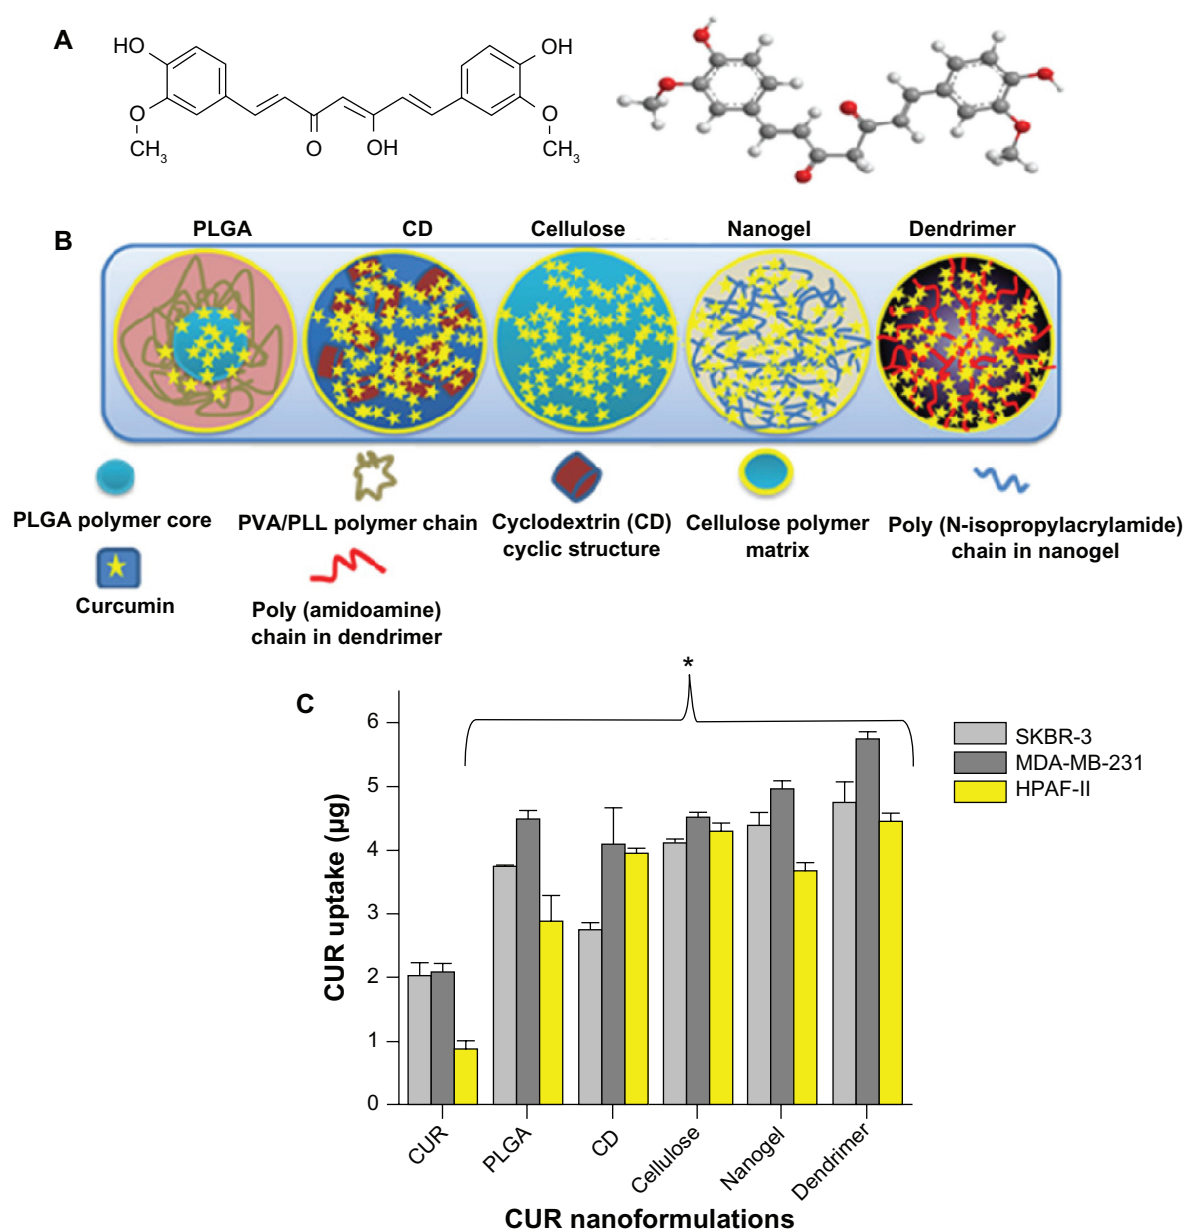 A
HO
OH
O
CH3
O
OH
O
CH3
B
PLGA
CD
Cellulose
Nanogel
Dendrimer
PLGA polymer core
PVA/PLL polymer chain
Cyclodextrin (CD)
cyclic structure
Cellulose polymer
matrix
Poly (N-isopropylacrylamide)
chain in nanogel
Curcumin
Poly (amidoamine)
chain in dendrimer
C
*
6
5
4
3
2
1
0
CUR uptake (µg)
SKBR-3
MDA-MB-231
HPAF-II
CUR
PLGA
CD
Cellulose
Nanogel
Dendrimer
CUR nanoformulations